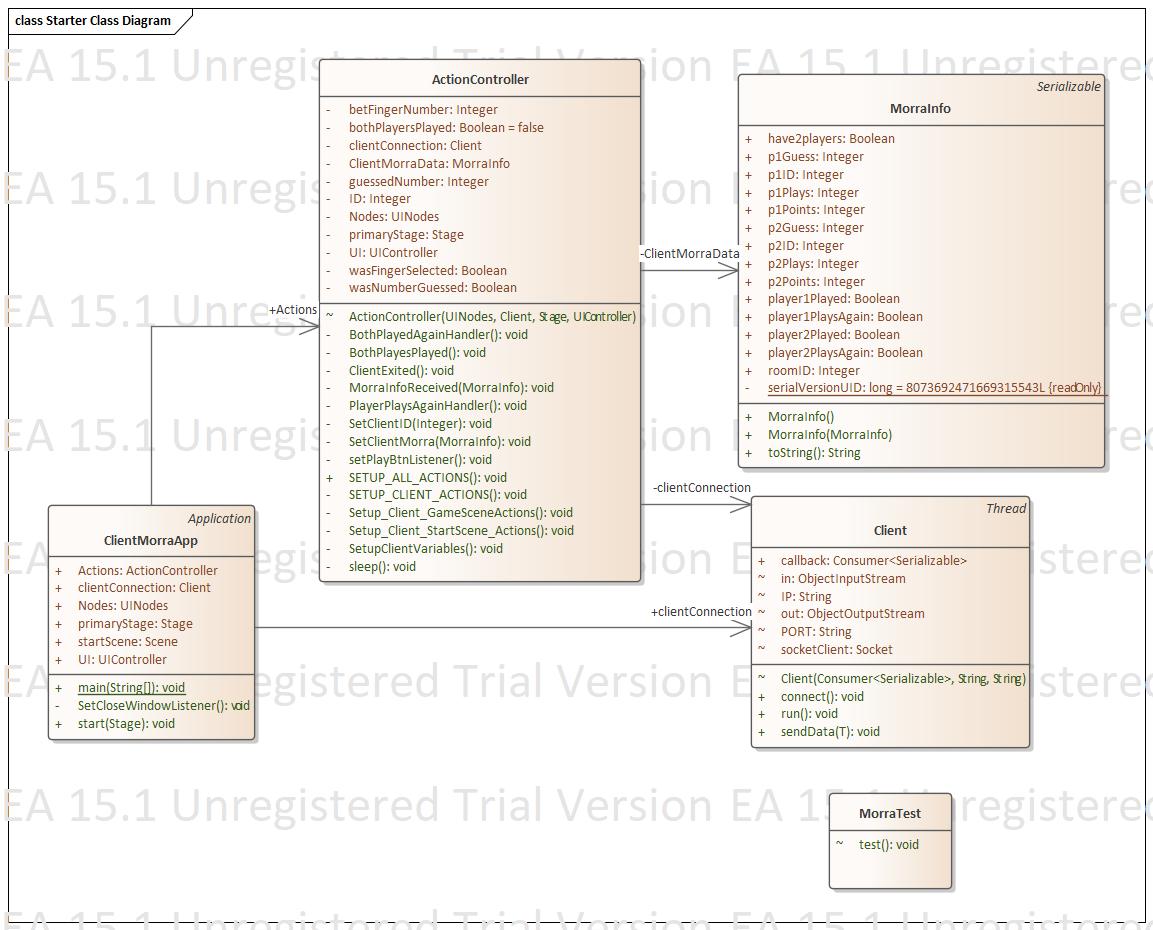 class Starter Class Diagram
EA 15.1 Unregistered Trial Version EA 15.1 Unregistered
ActionController
- betFingerNumber: Integer
- bothPlayersPlayed: Boolean = false
- clientConnection: Client
- ClientMorraData: MorraInfo
- guessedNumber: Integer
- ID: Integer
- Nodes: UINodes
- primaryStage: Stage
- UI: UIController
- wasFingerSelected: Boolean
- wasNumberGuessed: Boolean
~ ActionController(UINodes, Client, Stage, UIController)
- BothPlayedAgainHandler(): void
- BothPlayesPlayed(): void
- ClientExited(): void
- MorraInfoReceived(MorraInfo): void
- PlayerPlaysAgainHandler(): void
- SetClientID(Integer): void
- SetClientMorra(MorraInfo): void
- setPlayBtnListener(): void
+ SETUP_ALL_ACTIONS(): void
- SETUP_CLIENT_ACTIONS(): void
- Setup_Client_GameSceneActions(): void
- Setup_Client_StartScene_Actions(): void
- SetupClientVariables(): void
- sleep(): void
Serializable
MorraInfo
+ have2players: Boolean
+ p1Guess: Integer
+ p1ID: Integer
+ p1Plays: Integer
+ p1Points: Integer
+ p2Guess: Integer
+ p2ID: Integer
+ p2Plays: Integer
+ p2Points: Integer
+ player1Played: Boolean
+ player1PlaysAgain: Boolean
+ player2Played: Boolean
+ player2PlaysAgain: Boolean
+ roomID: Integer
- serialVersionUID: long = 8073692471669315543L {readOnly}
+ MorraInfo()
+ MorraInfo(MorraInfo)
+ toString(): String
-ClientMorraData
+Actions
-clientConnection
+clientConnection
Application
ClientMorraApp
+ Actions: ActionController
+ clientConnection: Client
+ Nodes: UINodes
+ primaryStage: Stage
+ startScene: Scene
+ UI: UIController
+ main(String[]): void
- SetCloseWindowListener(): void
+ start(Stage): void
Thread
Client
+ callback: Consumer<Serializable>
~ in: ObjectInputStream
~ IP: String
~ out: ObjectOutputStream
~ PORT: String
~ socketClient: Socket
~ Client(Consumer<Serializable>, String, String)
+ connect(): void
+ run(): void
+ sendData(T): void
MorraTest
~ test(): void